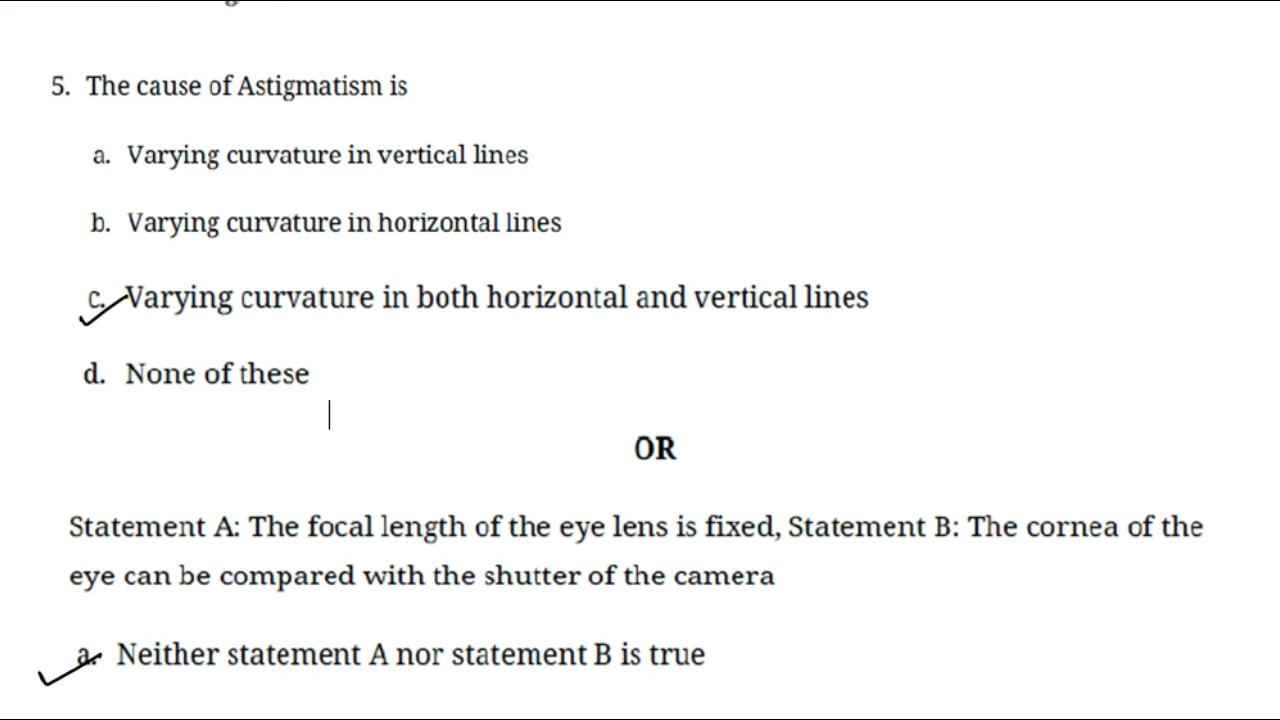 5. The cause of Astigmatism is
a. Varying curvature in vertical lines
b. Varying curvature in horizontal lines
c. Varying curvature in both horizontal and vertical lines
d. None of these
OR
Statement A: The focal length of the eye lens is fixed, Statement B: The cornea of the
eye can be compared with the shutter of the camera
a. Neither statement A nor statement B is true